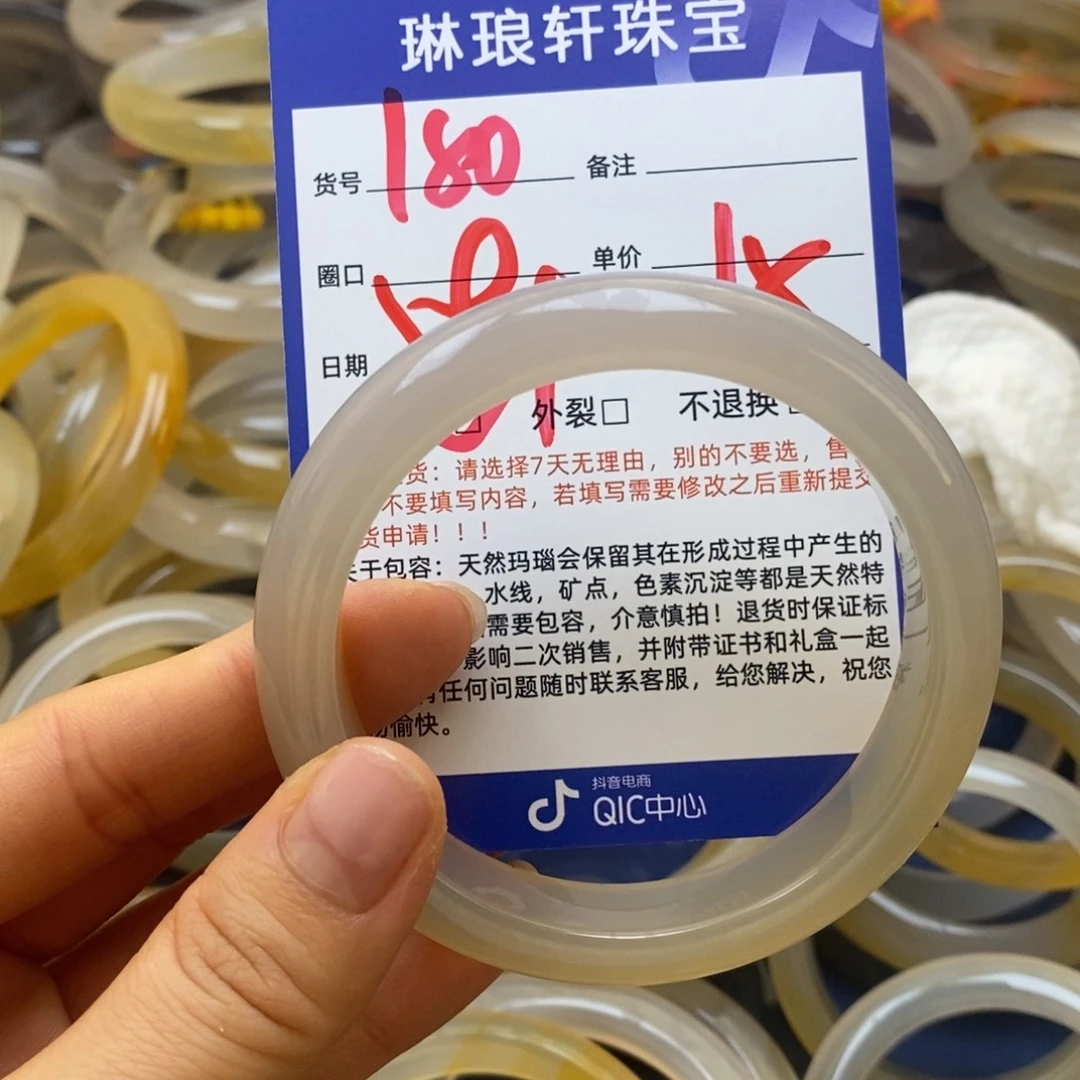 琳琅轩珠宝
货号 180 备注
圈口 单价
日期
外裂□ 不退换
货：请选择7天无理由，别的不要选，售
不要填写内容，若填写需要修改之后重新提交
货申请！！！
关于包容：天然玛瑙会保留其在形成过程中产生的
水线，矿点，色素沉淀等都是天然特
需要包容，介意慎拍！退货时保证标
影响二次销售，并附带证书和礼盒一起
有任何问题随时联系客服，给您解决，祝您
愉快。
抖音电商
QIC中心